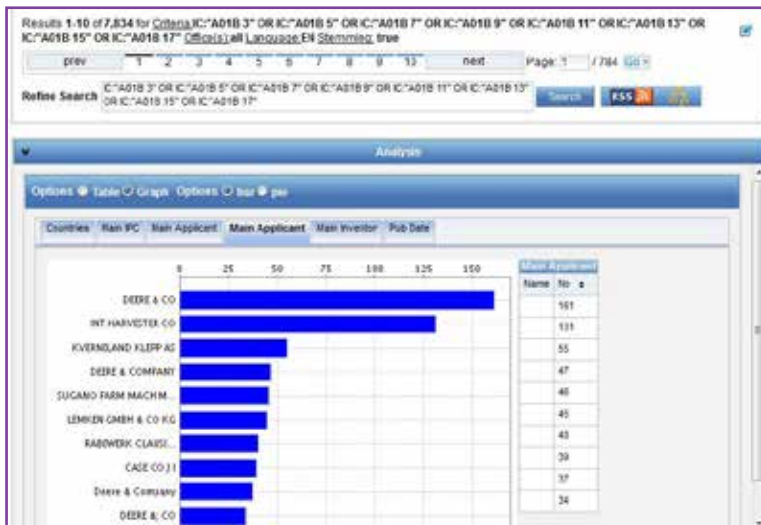 Results 1-10 of 7,834 for Criteria:IC:"A01B 3" OR IC:"A01B 5" OR IC:"A01B 7" OR IC:"A01B 9" OR IC:"A01B 11" OR IC:"A01B 13" OR
IC:"A01B 15" OR IC:"A01B 17" Office(s):all Language:EN Stemming: true
prev 1 2 3 4 5 6 7 8 9 10 next Page: 1 / 784 Go >
IC:"A01B 3" OR IC:"A01B 5" OR IC:"A01B 7" OR IC:"A01B 9" OR IC:"A01B 11" OR IC:"A01B 13"
Refine Search OR IC:"A01B 15" OR IC:"A01B 17" Search RSS
Analysis
Options Table Graph Options bar pie
Countries Main IPC Main Applicant Main Applicant Main Inventor Pub Date
0 25 50 75 100 125 150
Main Applicant
Name No
DEERE & CO 161
INT HARVESTER CO 131
KVERNELAND KLEPP AS 55
DEERE & COMPANY 47
SUGANO FARM MACH M... 46
LEMKEN GMBH & CO KG 45
RABEWERK CLAUSI... 40
CASE CO J I 39
Deere & Company 37
DEERE &; CO 34